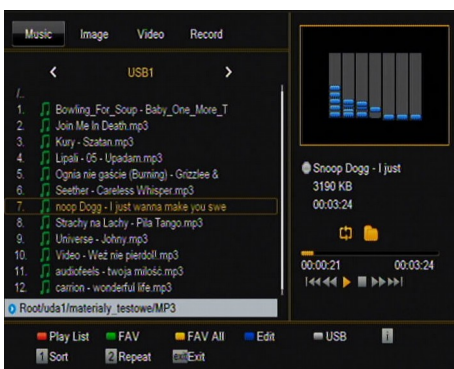 Music Image Video Record
< USB1 >
/..
1. Bowling_For_Soup - Baby_One_More_T
2. Join Me In Death.mp3
3. Kury - Szatan.mp3
4. Lipali - 05 - Upadam.mp3
5. Ognia nie gaście (Burning) - Grizzlee &
6. Seether - Careless Whisper.mp3
7. noop Dogg - I just wanna make you swe
8. Strachy na Lachy - Pila Tango.mp3
9. Universe - Johny.mp3
10. Video - Weź nie pierdol!.mp3
11. audiofeels - twoja miłość.mp3
12. carrion - wonderful life.mp3
Root/uda1/materialy_testowe/MP3
Snoop Dogg - I just
3190 KB
00:03:24
00:00:21 00:03:24
Play List FAV FAV All Edit USB i
1 Sort 2 Repeat exit Exit